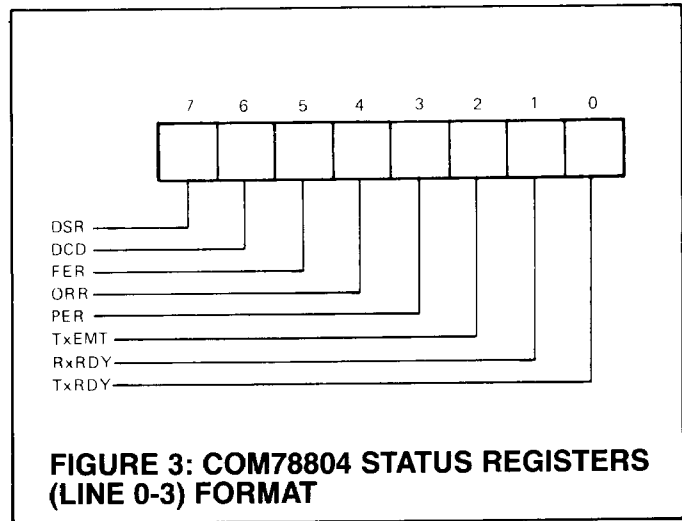 7 6 5 4 3 2 1 0
DSR
DCD
FER
ORR
PER
TxEMT
RxRDY
TxRDY
FIGURE 3: COM78804 STATUS REGISTERS
(LINE 0-3) FORMAT